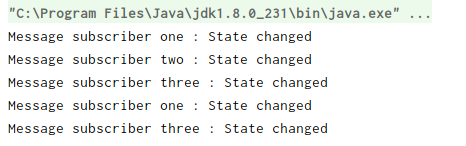 "C:\Program Files\Java\jdk1.8.0_231\bin\java.exe" ...
Message subscriber one : State changed
Message subscriber two : State changed
Message subscriber three : State changed
Message subscriber one : State changed
Message subscriber three : State changed